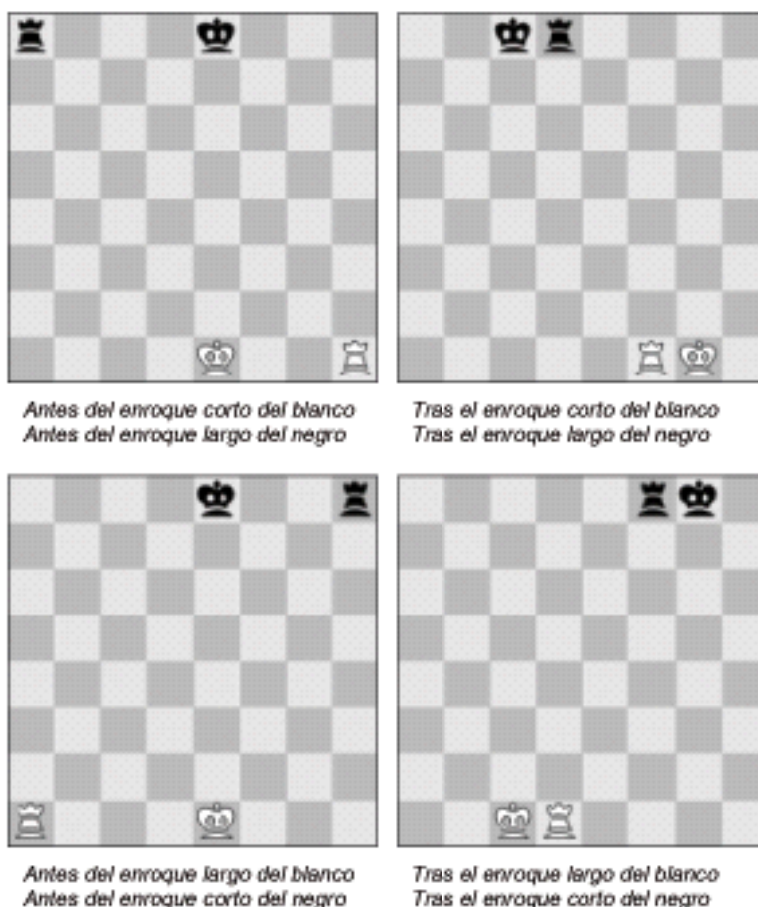 Antes del enroque corto del blanco
Antes del enroque largo del negro
Tras el enroque corto del blanco
Tras el enroque largo del negro
Antes del enroque largo del blanco
Antes del enroque corto del negro
Tras el enroque largo del blanco
Tras el enroque corto del negro